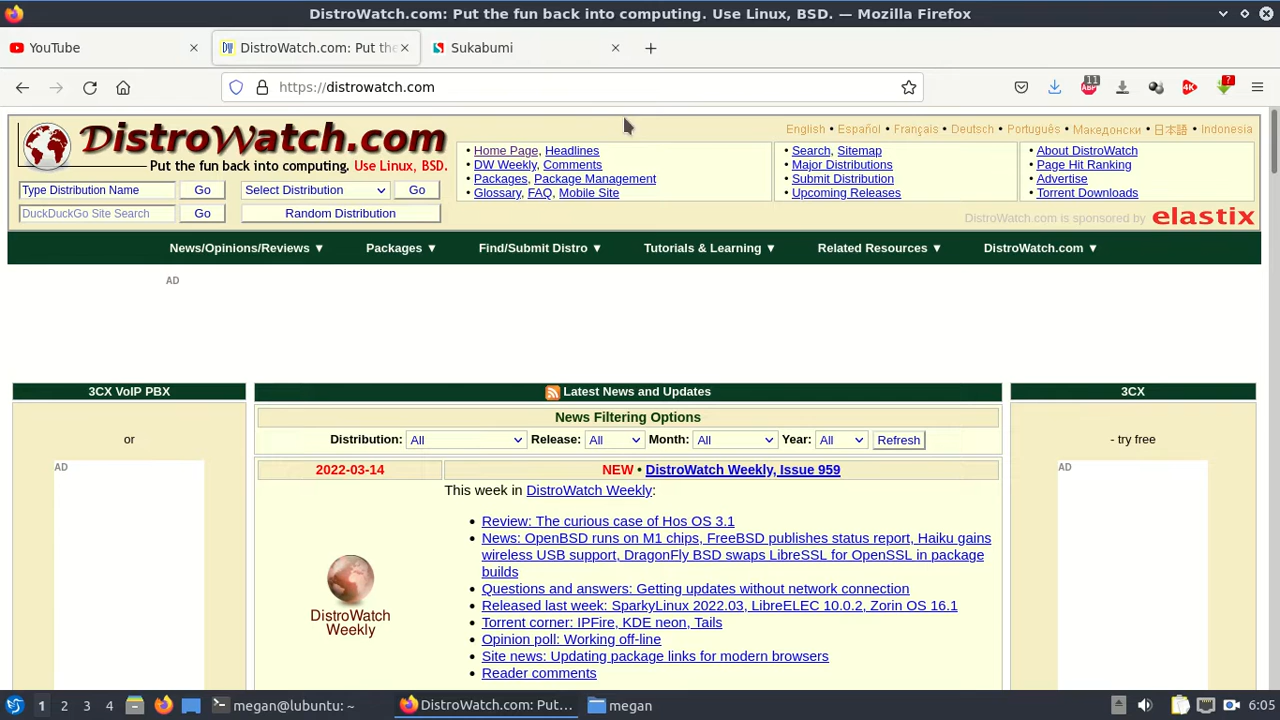 DistroWatch.com: Put the fun back into computing. Use Linux, BSD. — Mozilla Firefox
YouTube
DistroWatch.com: Put the
Sukabumi
https://distrowatch.com
11
ABP
4K
?
DistroWatch.com
Put the fun back into computing. Use Linux, BSD.
English • Español • Français • Deutsch • Português • Македонски • 日本語 • Indonesia
• Home Page, Headlines
• DW Weekly, Comments
• Packages, Package Management
• Glossary, FAQ, Mobile Site
• Search, Sitemap
• Major Distributions
• Submit Distribution
• Upcoming Releases
• About DistroWatch
• Page Hit Ranking
• Advertise
• Torrent Downloads
Type Distribution Name Go Select Distribution Go
DuckDuckGo Site Search Go Random Distribution
DistroWatch.com is sponsored by elastix
News/Opinions/Reviews ▼ Packages ▼ Find/Submit Distro ▼ Tutorials & Learning ▼ Related Resources ▼ DistroWatch.com ▼
AD
3CX VoIP PBX
or
AD
Latest News and Updates
News Filtering Options
Distribution: All Release: All Month: All Year: All Refresh
2022-03-14
NEW • DistroWatch Weekly, Issue 959
DistroWatch
Weekly
This week in DistroWatch Weekly:
• Review: The curious case of Hos OS 3.1
• News: OpenBSD runs on M1 chips, FreeBSD publishes status report, Haiku gains
wireless USB support, DragonFly BSD swaps LibreSSL for OpenSSL in package
builds
• Questions and answers: Getting updates without network connection
• Released last week: SparkyLinux 2022.03, LibreELEC 10.0.2, Zorin OS 16.1
• Torrent corner: IPFire, KDE neon, Tails
• Opinion poll: Working off-line
• Site news: Updating package links for modern browsers
• Reader comments
3CX
- try free
AD
1 2 3 4 megan@lubuntu: ~ DistroWatch.com: Put... megan 6:05